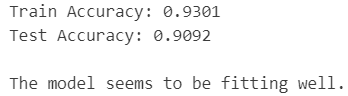 Train Accuracy: 0.9301
Test Accuracy: 0.9092
The model seems to be fitting well.